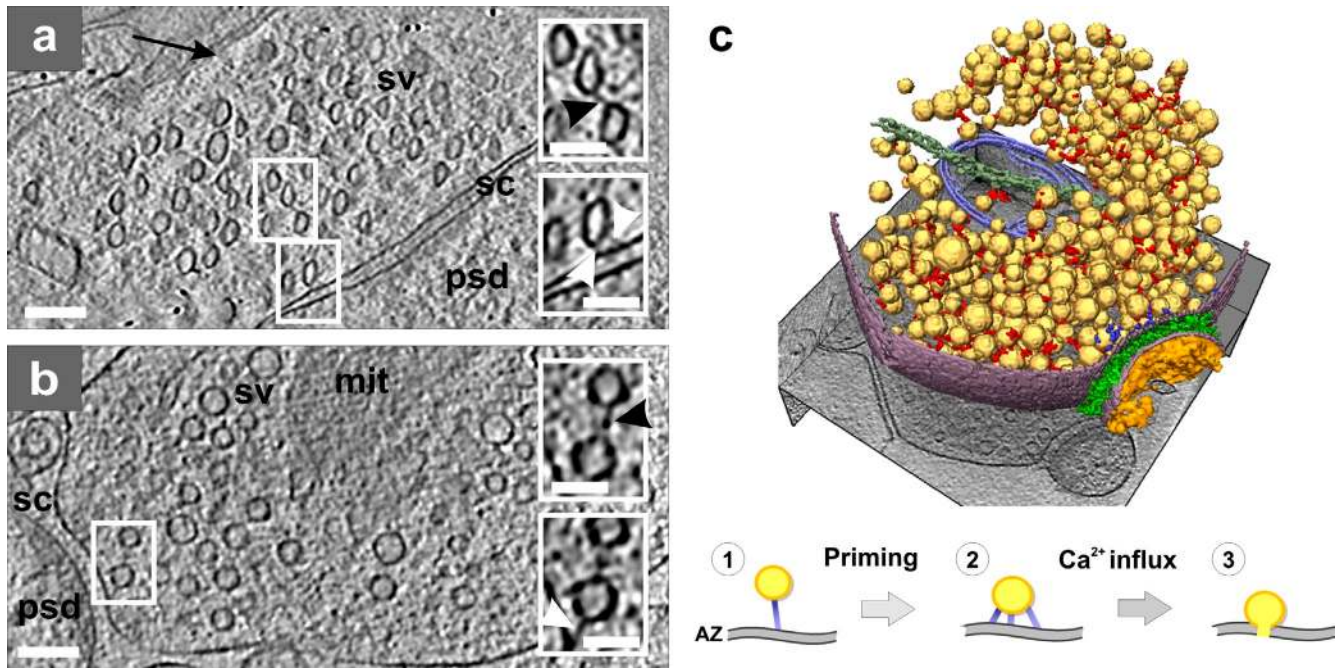 a
sv
sc
psd
b
sv
mit
sc
psd
c
1
Priming
2
Ca²⁺ influx
3
AZ